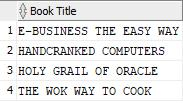 Book Title
1 E-BUSINESS THE EASY WAY
2 HANDCRANKED COMPUTERS
3 HOLY GRAIL OF ORACLE
4 THE WOK WAY TO COOK